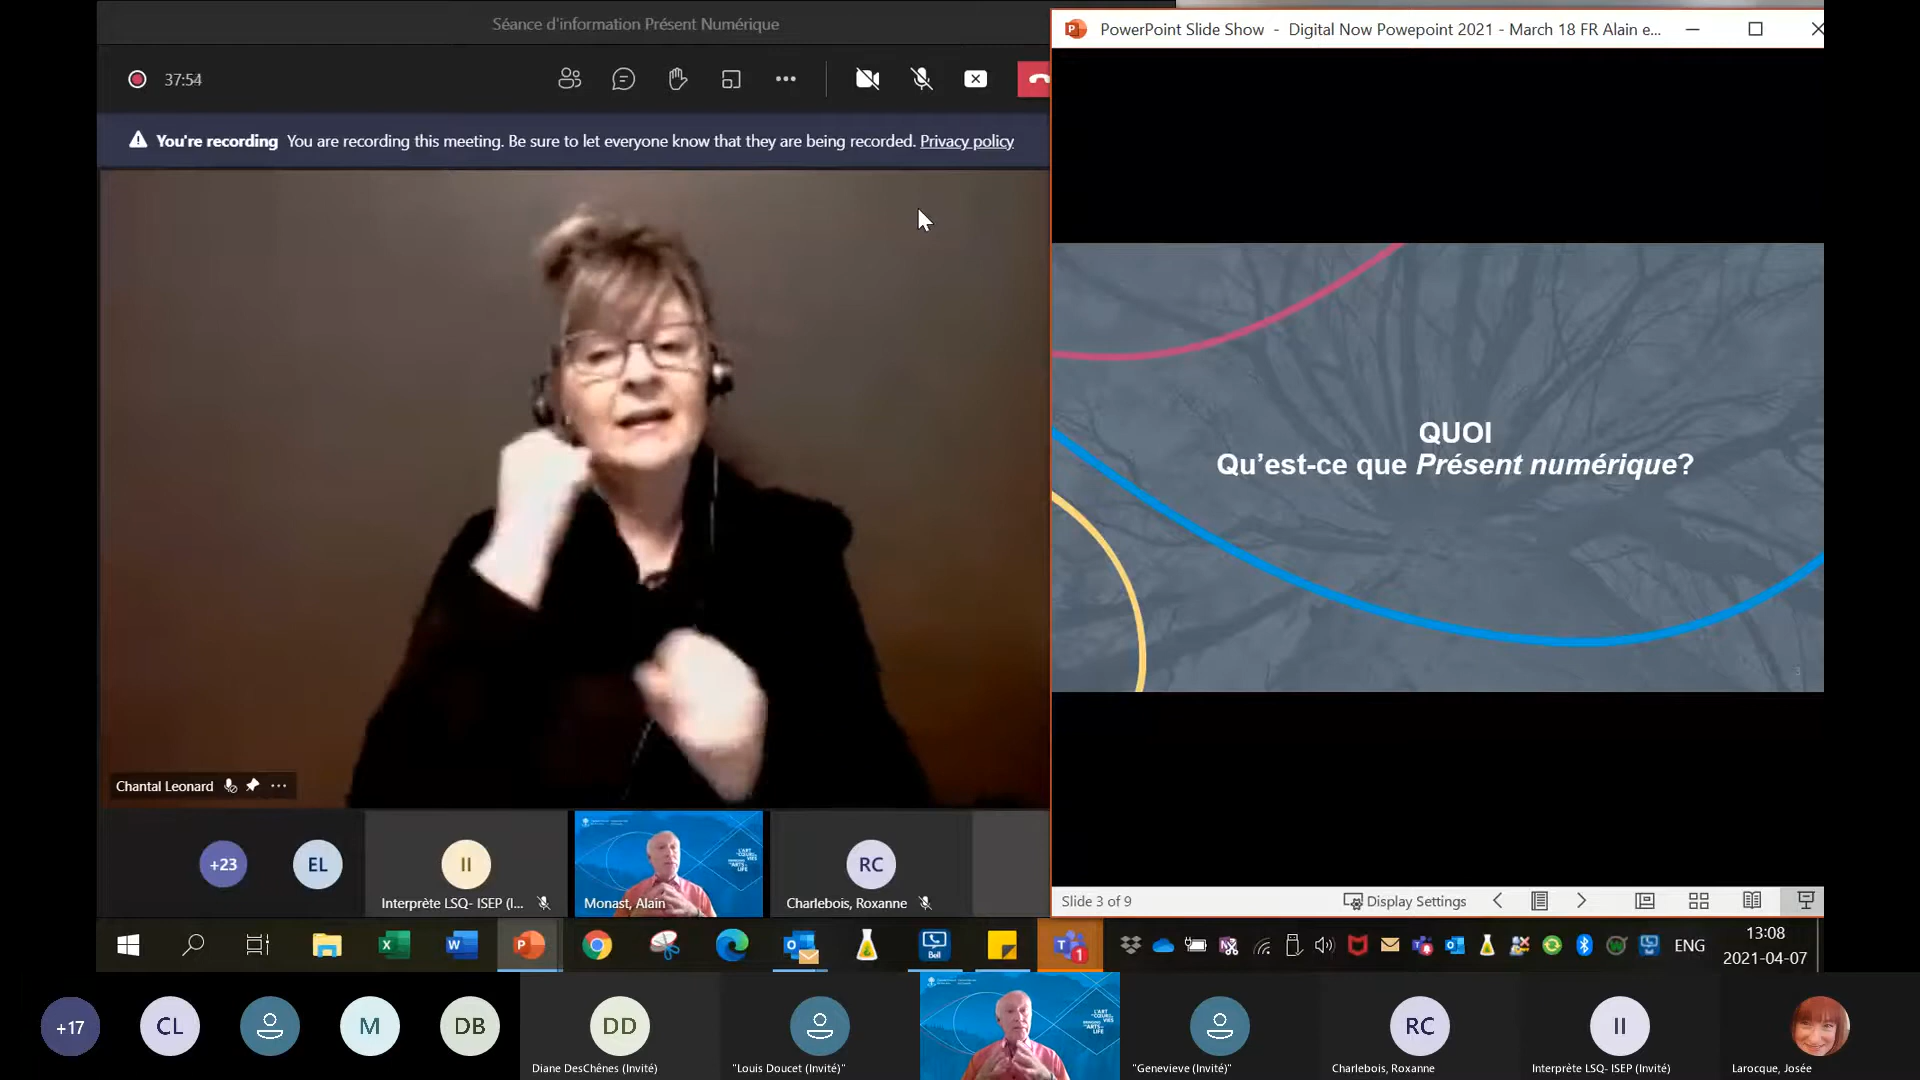 Séance d'information Présent Numérique
PowerPoint Slide Show - Digital Now Powepoint 2021 - March 18 FR Alain e...
37:54
You're recording You are recording this meeting. Be sure to let everyone know that they are being recorded. Privacy policy
QUOI
Qu'est-ce que Présent numérique?
3
Chantal Leonard
+23
EL
II
Interprète LSQ- ISEP (I...
Monast, Alain
RC
Charlebois, Roxanne
Slide 3 of 9
Display Settings
Bell
1
ENG
13:08
2021-04-07
+17
CL
M
DB
DD
Diane DesChênes (Invité)
"Louis Doucet (Invité)"
"Genevieve (Invité)"
RC
Charlebois, Roxanne
II
Interprète LSQ- ISEP (Invité)
Larocque, Josée